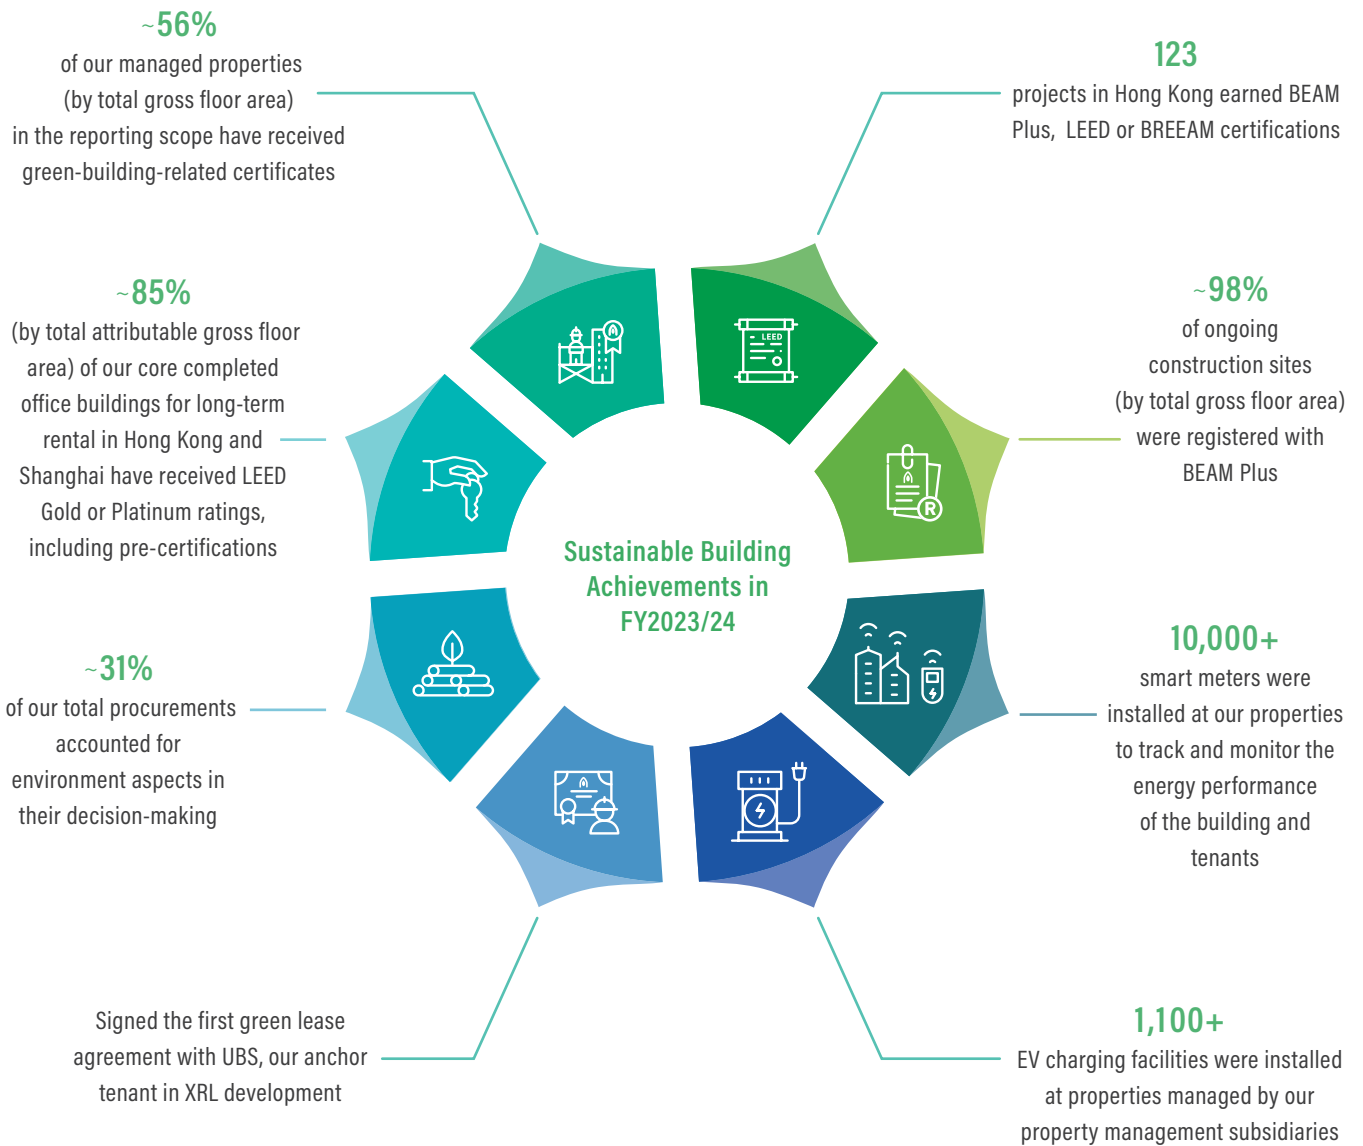 ~56%
of our managed properties
(by total gross floor area)
in the reporting scope have received
green-building-related certificates
123
projects in Hong Kong earned BEAM
Plus, LEED or BREEAM certifications
~85%
(by total attributable gross floor
area) of our core completed
office buildings for long-term
rental in Hong Kong and
Shanghai have received LEED
Gold or Platinum ratings,
including pre-certifications
~98%
of ongoing
construction sites
(by total gross floor area)
were registered with
BEAM Plus
LEED
R
Sustainable Building
Achievements in
FY2023/24
~31%
of our total procurements
accounted for
environment aspects in
their decision-making
10,000+
smart meters were
installed at our properties
to track and monitor the
energy performance
of the building and
tenants
Signed the first green lease
agreement with UBS, our anchor
tenant in XRL development
1,100+
EV charging facilities were installed
at properties managed by our
property management subsidiaries